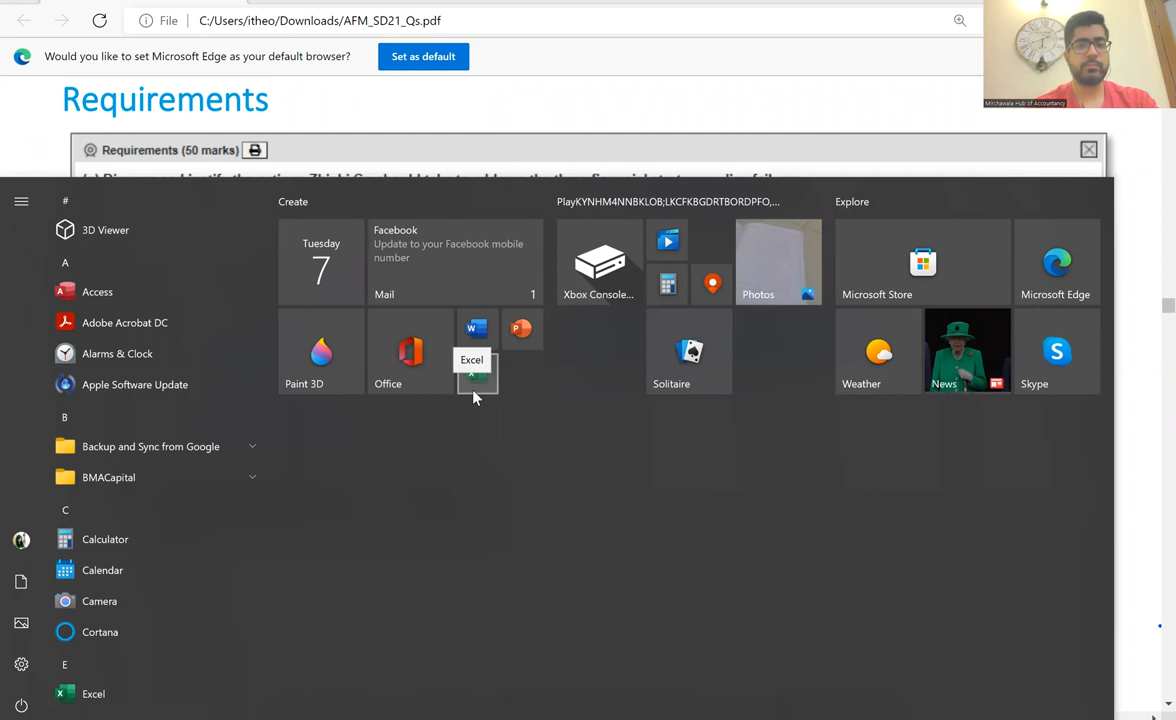 File
C:/Users/itheo/Downloads/AFM_SD21_Qs.pdf
Would you like to set Microsoft Edge as your default browser?
Set as default
Mirchawala Hub of Accountancy
Requirements
Requirements (50 marks)
#
3D Viewer
A
Access
Adobe Acrobat DC
Alarms & Clock
Apple Software Update
B
Backup and Sync from Google
BMACapital
C
Calculator
Calendar
Camera
Cortana
E
Excel
Create
Tuesday
7
Facebook
Update to your Facebook mobile
number
Mail
1
Paint 3D
Office
Excel
PlayKYNHM4NNBKLOB;LKCFKBGDRTBORDPFO,...
Xbox Console...
Photos
Solitaire
Explore
Microsoft Store
Microsoft Edge
Weather
News
Skype